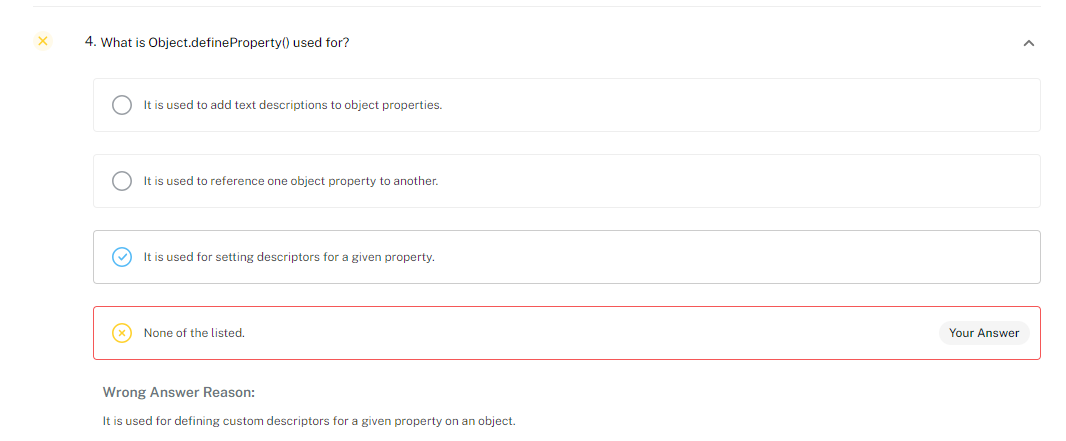 4. What is Object.defineProperty() used for?
It is used to add text descriptions to object properties.
It is used to reference one object property to another.
It is used for setting descriptors for a given property.
None of the listed.
Your Answer
Wrong Answer Reason:
It is used for defining custom descriptors for a given property on an object.